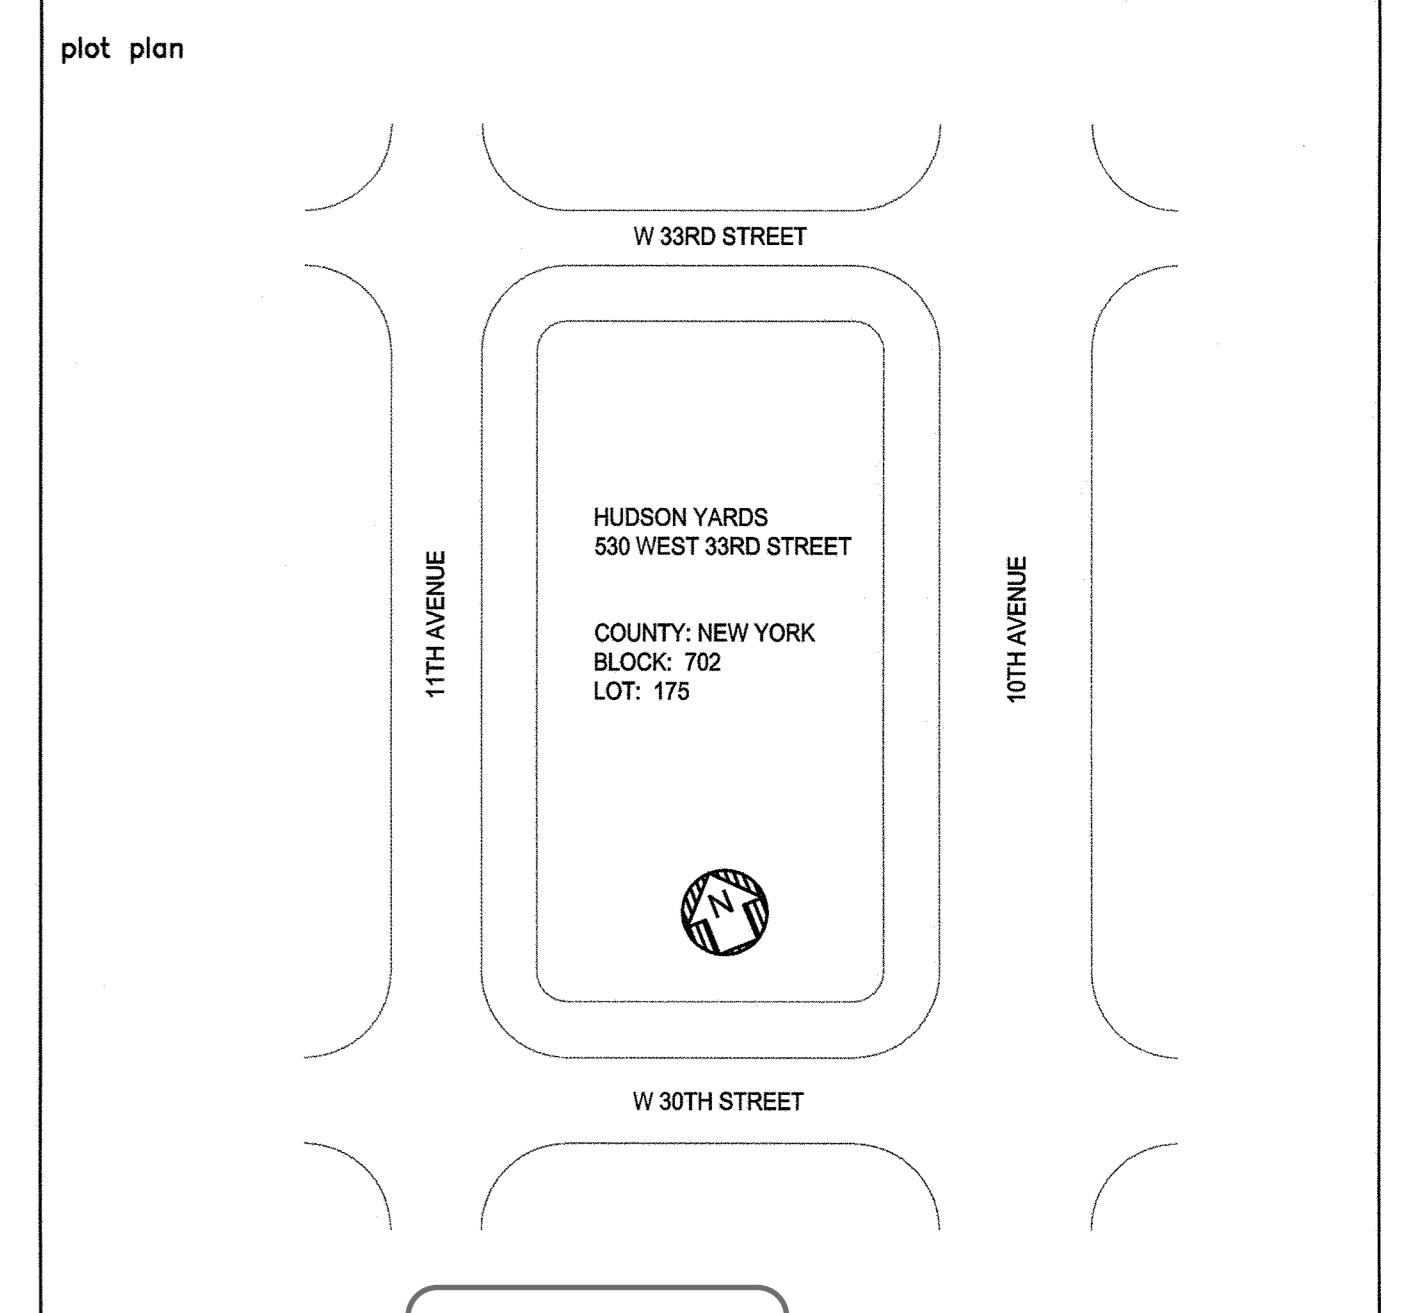 plot plan
W 33RD STREET
HUDSON YARDS
530 WEST 33RD STREET
11TH AVENUE
10TH AVENUE
COUNTY: NEW YORK
BLOCK: 702
LOT: 175
N
W 30TH STREET